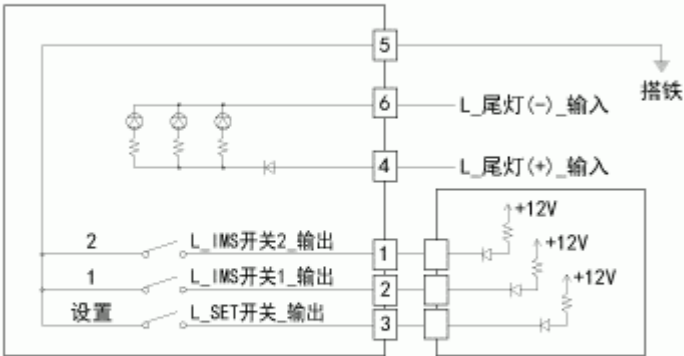 5
搭铁
6
L_尾灯(-)_输入
4
L_尾灯(+)_输入
+12V
2
L_IMS开关2_输出
1
+12V
1
L_IMS开关1_输出
2
+12V
设置
L_SET开关_输出
3